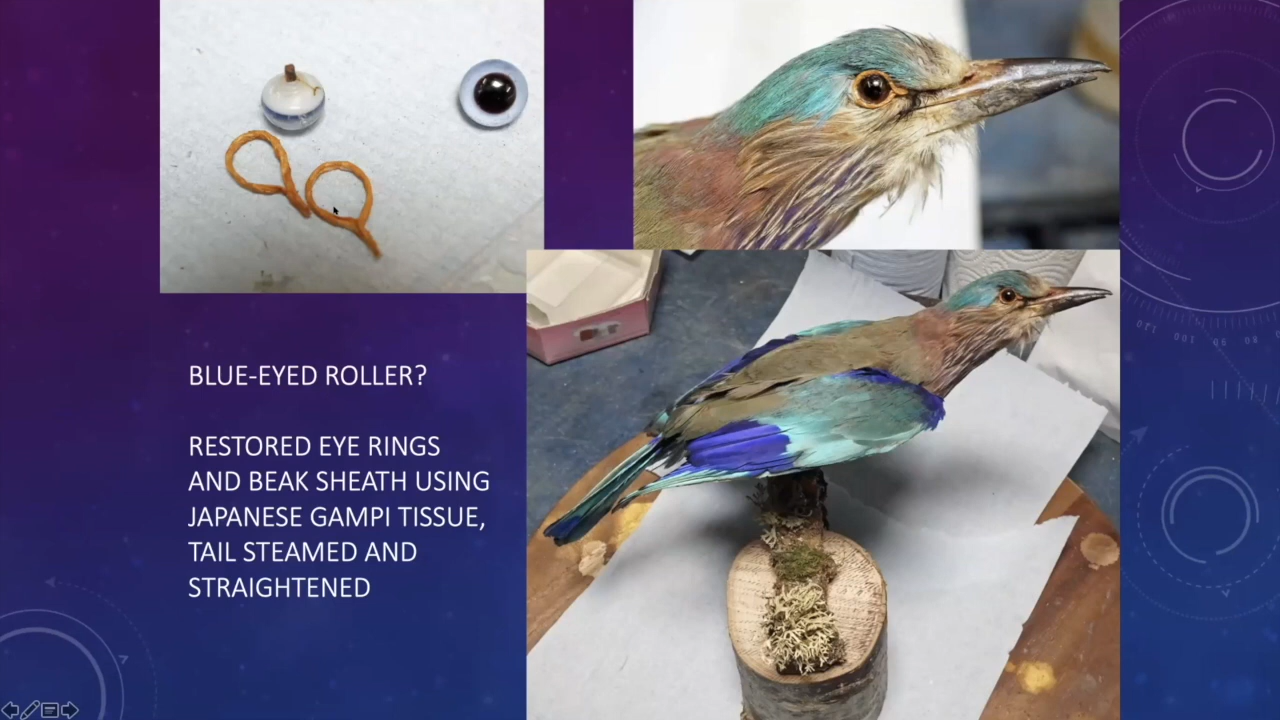 BLUE-EYED ROLLER?
RESTORED EYE RINGS
AND BEAK SHEATH USING
JAPANESE GAMPI TISSUE,
TAIL STEAMED AND
STRAIGHTENED